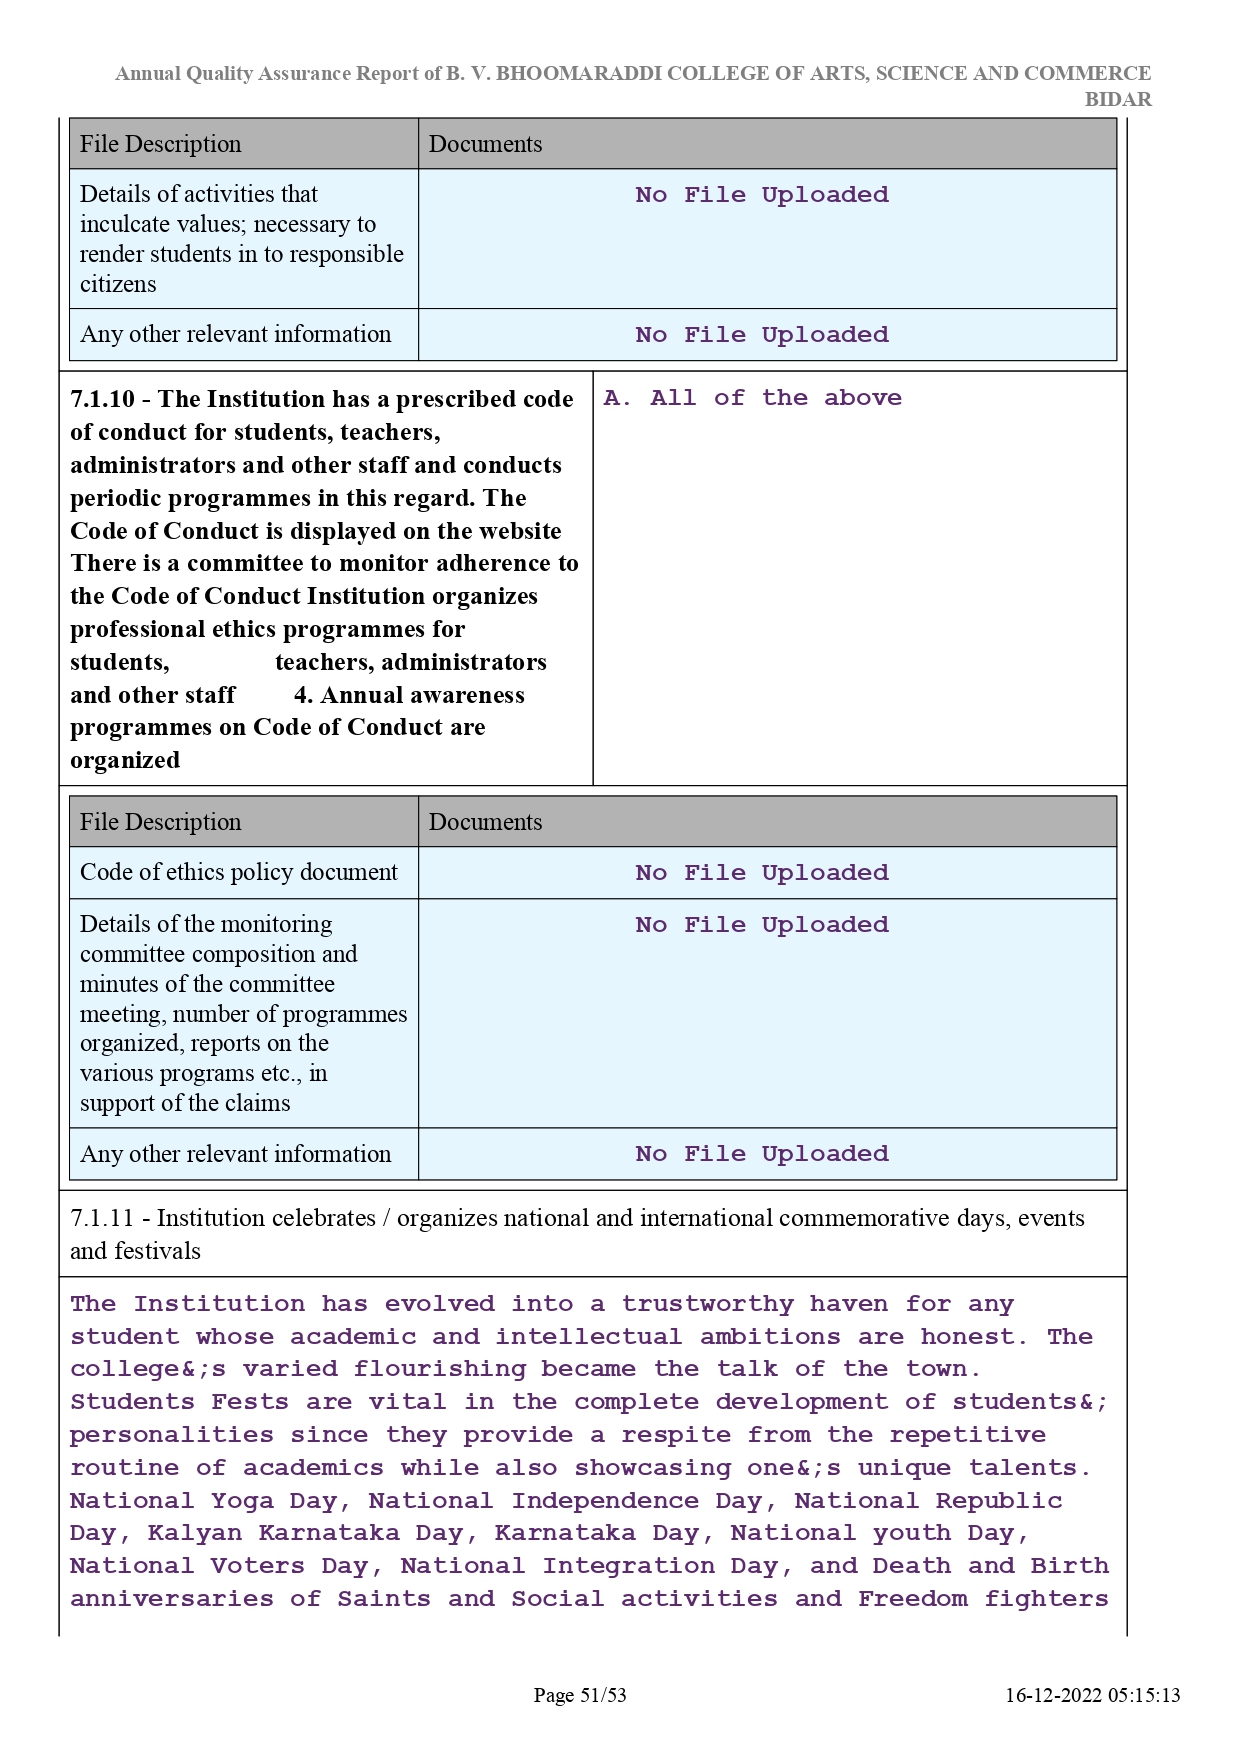 Annual Quality Assurance Report of B. V. BHOOMARADDI COLLEGE OF ARTS, SCIENCE AND COMMERCE
BIDAR
File Description Documents
Details of activities that No File Uploaded
inculcate values; necessary to
render students in to responsible
citizens
Any other relevant information No File Uploaded
7.1.10 - The Institution has a prescribed code A. All of the above
of conduct for students, teachers,
administrators and other staff and conducts
periodic programmes in this regard. The
Code of Conduct is displayed on the website
There is a committee to monitor adherence to
the Code of Conduct Institution organizes
professional ethics programmes for
students, teachers, administrators
and other staff 4. Annual awareness
programmes on Code of Conduct are
organized
File Description Documents
Code of ethics policy document No File Uploaded
Details of the monitoring No File Uploaded
committee composition and
minutes of the committee
meeting, number of programmes
organized, reports on the
various programs etc., in
support of the claims
Any other relevant information No File Uploaded
7.1.11 - Institution celebrates / organizes national and international commemorative days, events
and festivals
The Institution has evolved into a trustworthy haven for any
student whose academic and intellectual ambitions are honest. The
college&;s varied flourishing became the talk of the town.
Students Fests are vital in the complete development of students&;
personalities since they provide a respite from the repetitive
routine of academics while also showcasing one&;s unique talents.
National Yoga Day, National Independence Day, National Republic
Day, Kalyan Karnataka Day, Karnataka Day, National youth Day,
National Voters Day, National Integration Day, and Death and Birth
anniversaries of Saints and Social activities and Freedom fighters
Page 51/53 16-12-2022 05:15:13